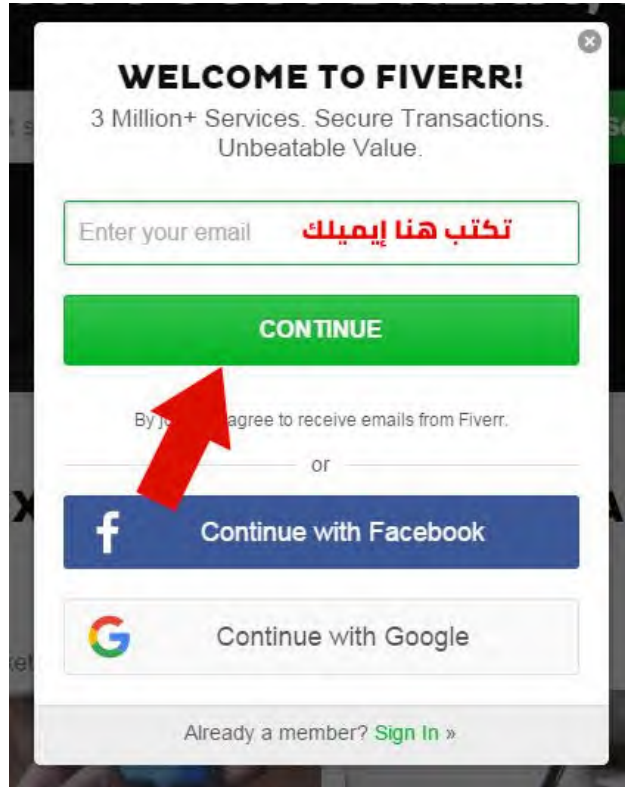 WELCOME TO FIVERR!
3 Million+ Services. Secure Transactions.
Unbeatable Value.
Enter your email تكتب هنا إيميلك
CONTINUE
By agree to receive emails from Fiverr.
or
Continue with Facebook
Continue with Google
Already a member? Sign In »